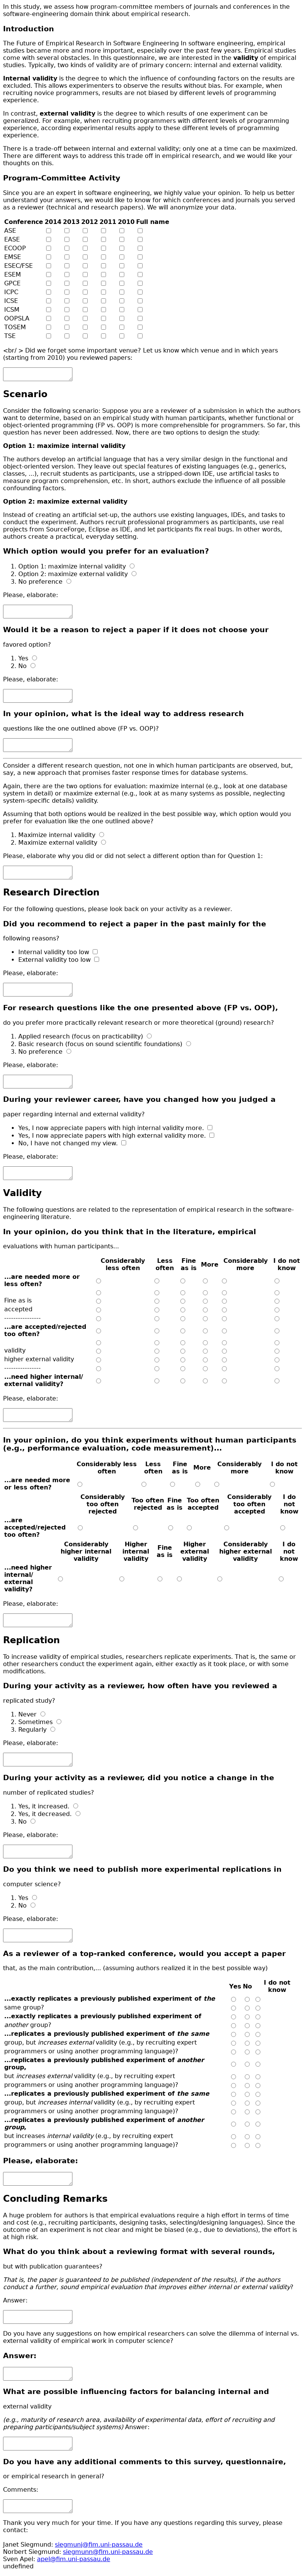 In this study, we assess how program-committee members of journals and conferences in the
software-engineering domain think about empirical research.
Introduction
The Future of Empirical Research in Software Engineering In software engineering, empirical
studies become more and more important, especially over the past few years. Empirical studies
come with several obstacles. In this questionnaire, we are interested in the validity of empirical
studies. Typically, two kinds of validity are of primary concern: internal and external validity.
Internal validity is the degree to which the influence of confounding factors on the results are
excluded. This allows experimenters to observe the results without bias. For example, when
recruiting novice programmers, results are not biased by different levels of programming
experience.
In contrast, external validity is the degree to which results of one experiment can be
generalized. For example, when recruiting programmers with different levels of programming
experience, according experimental results apply to these different levels of programming
experience.
There is a trade-off between internal and external validity; only one at a time can be maximized.
There are different ways to address this trade off in empirical research, and we would like your
thoughts on this.
Program-Committee Activity
Since you are an expert in software engineering, we highly value your opinion. To help us better
understand your answers, we would like to know for which conferences and journals you served
as a reviewer (technical and research papers). We will anonymize your data.
Conference 2014 2013 2012 2011 2010 Full name
ASE
EASE
ECOOP
EMSE
ESEC/FSE
ESEM
GPCE
ICPC
ICSE
ICSM
OOPSLA
TOSEM
TSE
<br/ > Did we forget some important venue? Let us know which venue and in which years
(starting from 2010) you reviewed papers:
Scenario
Consider the following scenario: Suppose you are a reviewer of a submission in which the authors
want to determine, based on an empirical study with human participants, whether functional or
object-oriented programming (FP vs. OOP) is more comprehensible for programmers. So far, this
question has never been addressed. Now, there are two options to design the study:
Option 1: maximize internal validity
The authors develop an artificial language that has a very similar design in the functional and
object-oriented version. They leave out special features of existing languages (e.g., generics,
classes, ...), recruit students as participants, use a stripped-down IDE, us, artificial tasks to
measure program comprehension, etc. In short, authors exclude the influence of all possible
confounding factors.
Option 2: maximize external validity
Instead of creating an artificial set-up, the authors use existing languages, IDEs, and tasks to
conduct the experiment. Authors recruit professional programmers as participants, use real
projects from SourceForge, Eclipse as IDE, and let participants fix real bugs. In other words,
authors create a practical, everyday setting.
Which option would you prefer for an evaluation?
1. Option 1: maximize internal validity
2. Option 2: maximize external validity
3. No preference
Please, elaborate:
Would it be a reason to reject a paper if it does not choose your
favored option?
1. Yes
2. No
Please, elaborate:
In your opinion, what is the ideal way to address research
questions like the one outlined above (FP vs. OOP)?
Consider a different research question, not one in which human participants are observed, but,
say, a new approach that promises faster response times for database systems.
Again, there are the two options for evaluation: maximize internal (e.g., look at one database
system in detail) or maximize external (e.g., look at as many systems as possible, neglecting
system-specific details) validity.
Assuming that both options would be realized in the best possible way, which option would you
prefer for evaluation like the one outlined above?
1. Maximize internal validity
2. Maximize external validity
Please, elaborate why you did or did not select a different option than for Question 1:
Research Direction
For the following questions, please look back on your activity as a reviewer.
Did you recommend to reject a paper in the past mainly for the
following reasons?
• Internal validity too low
• External validity too low
Please, elaborate:
For research questions like the one presented above (FP vs. OOP),
do you prefer more practically relevant research or more theoretical (ground) research?
1. Applied research (focus on practicability)
2. Basic research (focus on sound scientific foundations)
3. No preference
Please, elaborate:
During your reviewer career, have you changed how you judged a
paper regarding internal and external validity?
• Yes, I now appreciate papers with high internal validity more.
• Yes, I now appreciate papers with high external validity more.
• No, I have not changed my view.
Please, elaborate:
Validity
The following questions are related to the representation of empirical research in the software-
engineering literature.
In your opinion, do you think that in the literature, empirical
evaluations with human participants...
Considerably less often Less often Fine as is More Considerably more I do not know
...are needed more or less often?
Fine as is
accepted
----------------
...are accepted/rejected too often?
validity
higher external validity
----------------
...need higher internal/ external validity?
Please, elaborate:
In your opinion, do you think experiments without human participants
(e.g., performance evaluation, code measurement)...
Considerably less often Less often Fine as is More Considerably more I do not know
...are needed more or less often?
Considerably too often rejected Too often rejected Fine as is Too often accepted Considerably too often accepted I do not know
...are accepted/rejected too often?
Considerably higher internal validity Higher internal validity Fine as is Higher external validity Considerably higher external validity I do not know
...need higher internal/ external validity?
Please, elaborate:
Replication
To increase validity of empirical studies, researchers replicate experiments. That is, the same or
other researchers conduct the experiment again, either exactly as it took place, or with some
modifications.
During your activity as a reviewer, how often have you reviewed a
replicated study?
1. Never
2. Sometimes
3. Regularly
Please, elaborate:
During your activity as a reviewer, did you notice a change in the
number of replicated studies?
1. Yes, it increased.
2. Yes, it decreased.
3. No
Please, elaborate:
Do you think we need to publish more experimental replications in
computer science?
1. Yes
2. No
Please, elaborate:
As a reviewer of a top-ranked conference, would you accept a paper
that, as the main contribution,... (assuming authors realized it in the best possible way)
Yes No I do not know
...exactly replicates a previously published experiment of the
same group?
...exactly replicates a previously published experiment of
another group?
...replicates a previously published experiment of the same
group, but increases external validity (e.g., by recruiting expert
programmers or using another programming language)?
...replicates a previously published experiment of another group,
but increases external validity (e.g., by recruiting expert
programmers or using another programming language)?
...replicates a previously published experiment of the same
group, but increases internal validity (e.g., by recruiting expert
programmers or using another programming language)?
...replicates a previously published experiment of another group,
but increases internal validity (e.g., by recruiting expert
programmers or using another programming language)?
Please, elaborate:
Concluding Remarks
A huge problem for authors is that empirical evaluations require a high effort in terms of time
and cost (e.g., recruiting participants, designing tasks, selecting/designing languages). Since the
outcome of an experiment is not clear and might be biased (e.g., due to deviations), the effort is
at high risk.
What do you think about a reviewing format with several rounds,
but with publication guarantees?
That is, the paper is guaranteed to be published (independent of the results), if the authors
conduct a further, sound empirical evaluation that improves either internal or external validity!
Answer:
Do you have any suggestions on how empirical researchers can solve the dilemma of internal vs.
external validity of empirical work in computer science?
Answer:
What are possible influencing factors for balancing internal and
external validity
(e.g., maturity of research area, availability of experimental data, effort of recruiting and
preparing participants/subject systems) Answer:
Do you have any additional comments to this survey, questionnaire,
or empirical research in general?
Comments:
Thank you very much for your time. If you have any questions regarding this survey, please
contact:
Janet Siegmund: siegmunj@fim.uni-passau.de
Norbert Siegmund: siegmunn@fim.uni-passau.de
Sven Apel: apel@fim.uni-passau.de
undefined